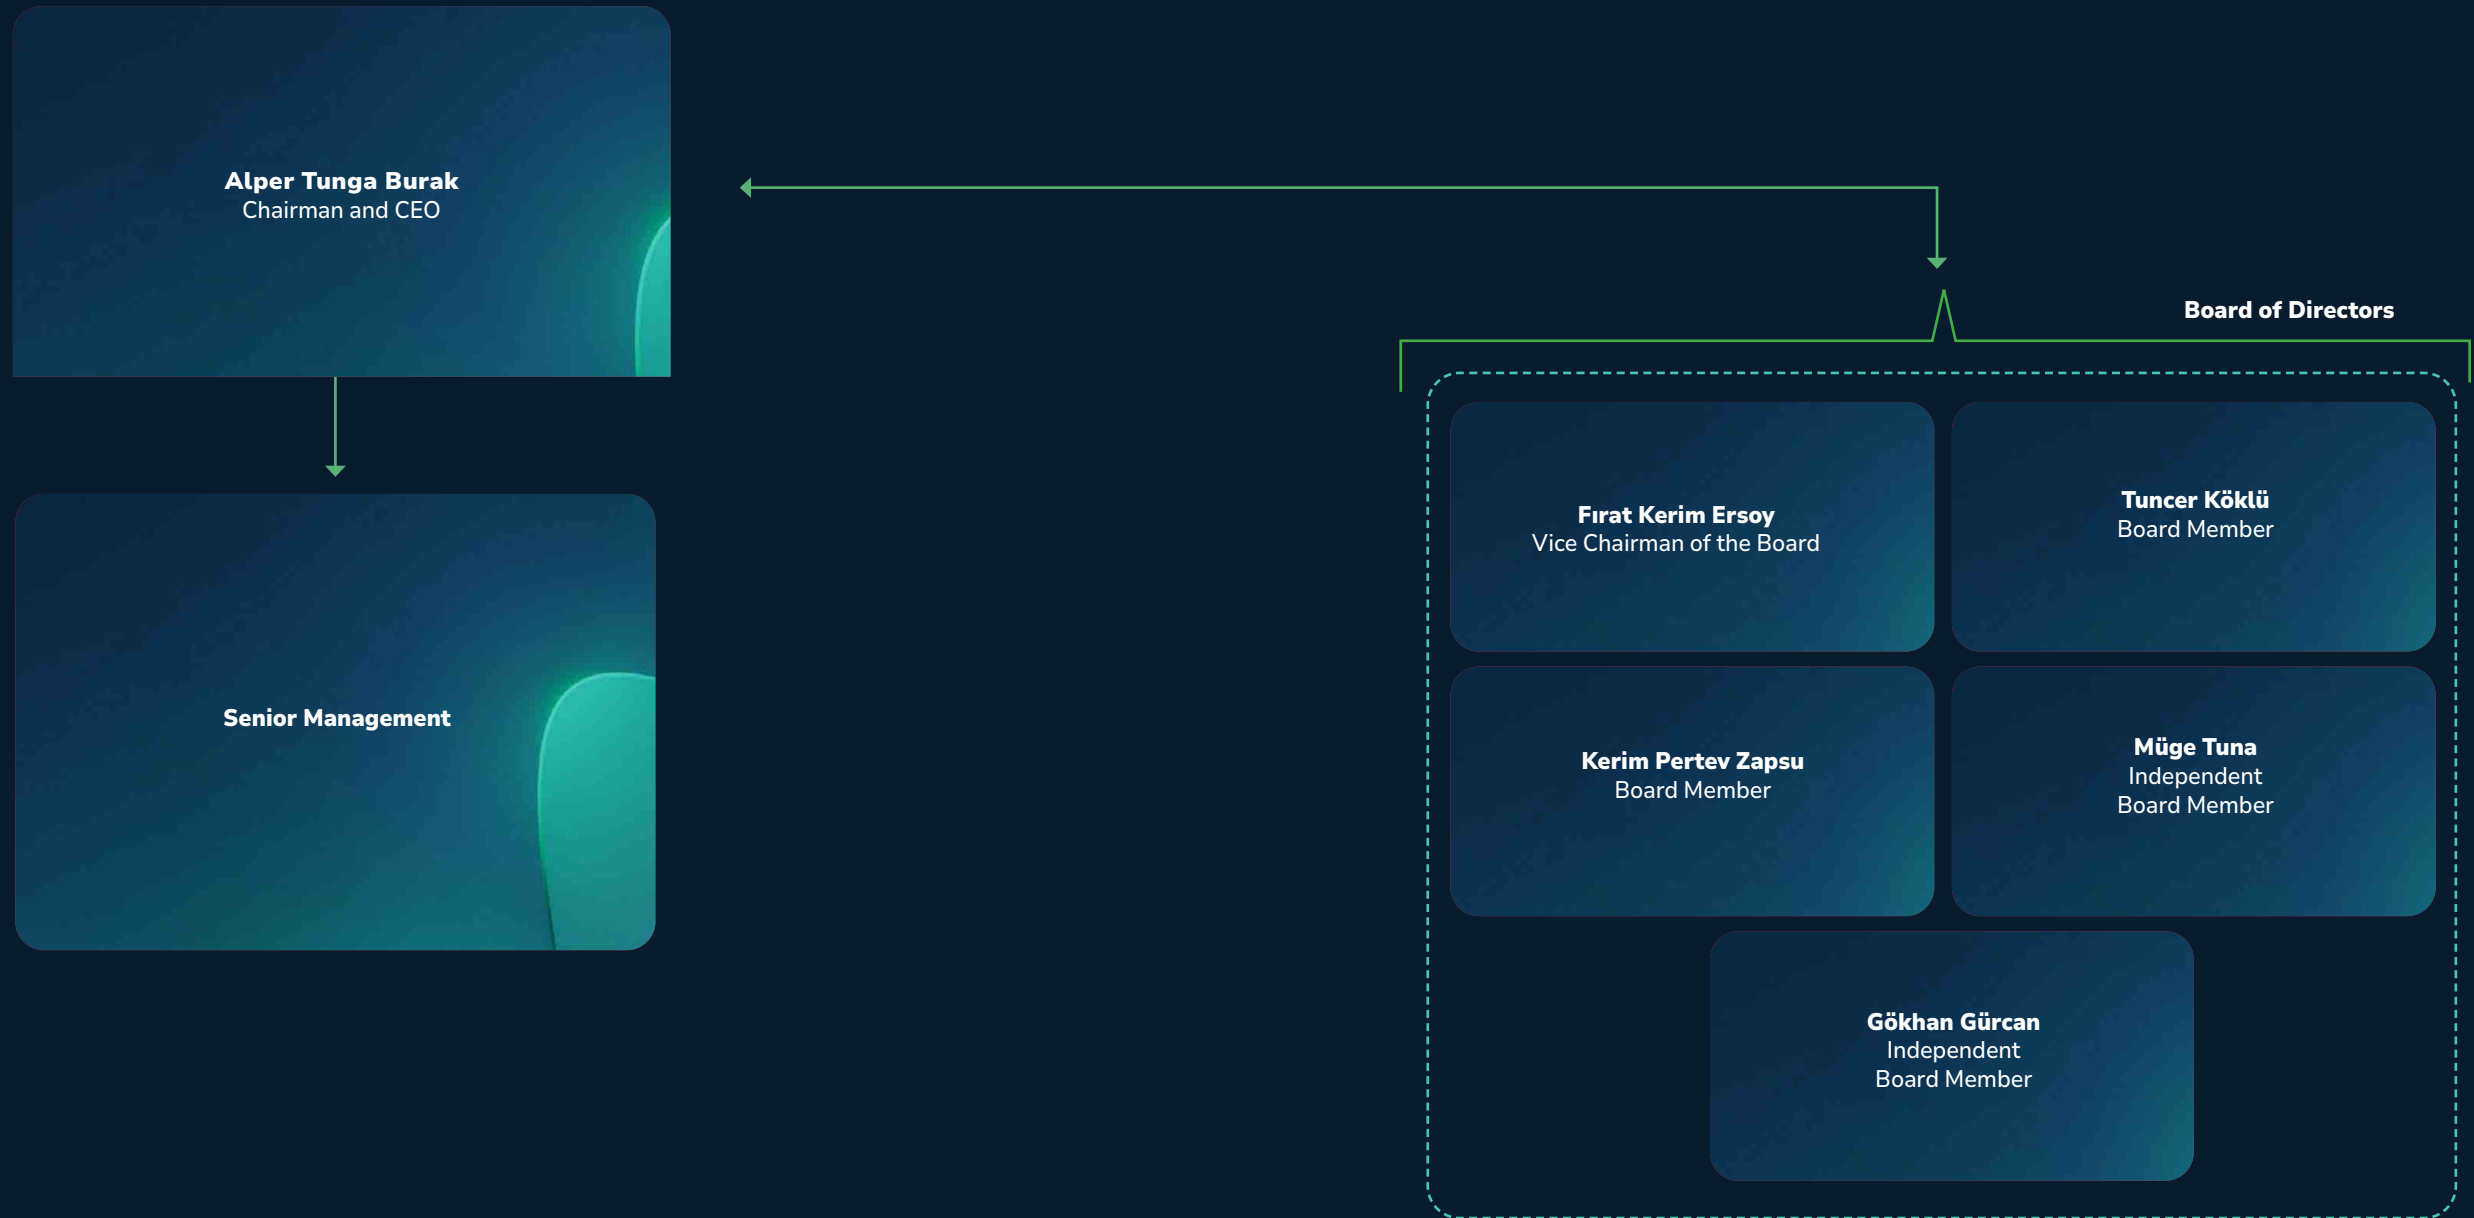 Alper Tunga Burak
Chairman and CEO
Senior Management
Board of Directors
Fırat Kerim Ersoy
Vice Chairman of the Board
Tuncer Köklü
Board Member
Kerim Pertev Zapsu
Board Member
Müge Tuna
Independent
Board Member
Gökhan Gürcan
Independent
Board Member